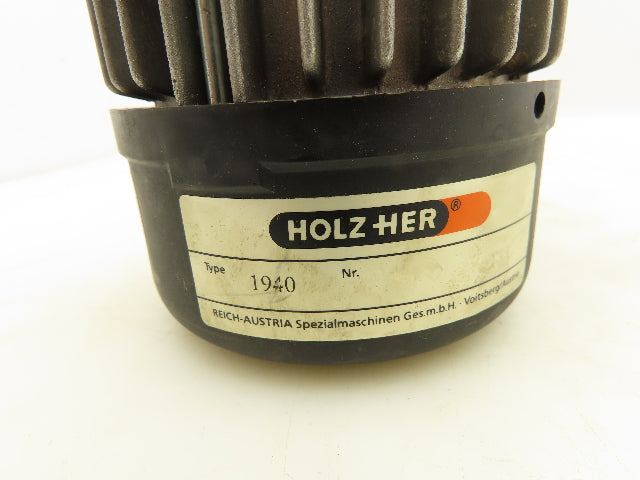 HOLZ-HER ®
Type 1940 Nr.
REICH-AUSTRIA Spezialmaschinen Ges.m.b.H. · Voitsberg/Austria